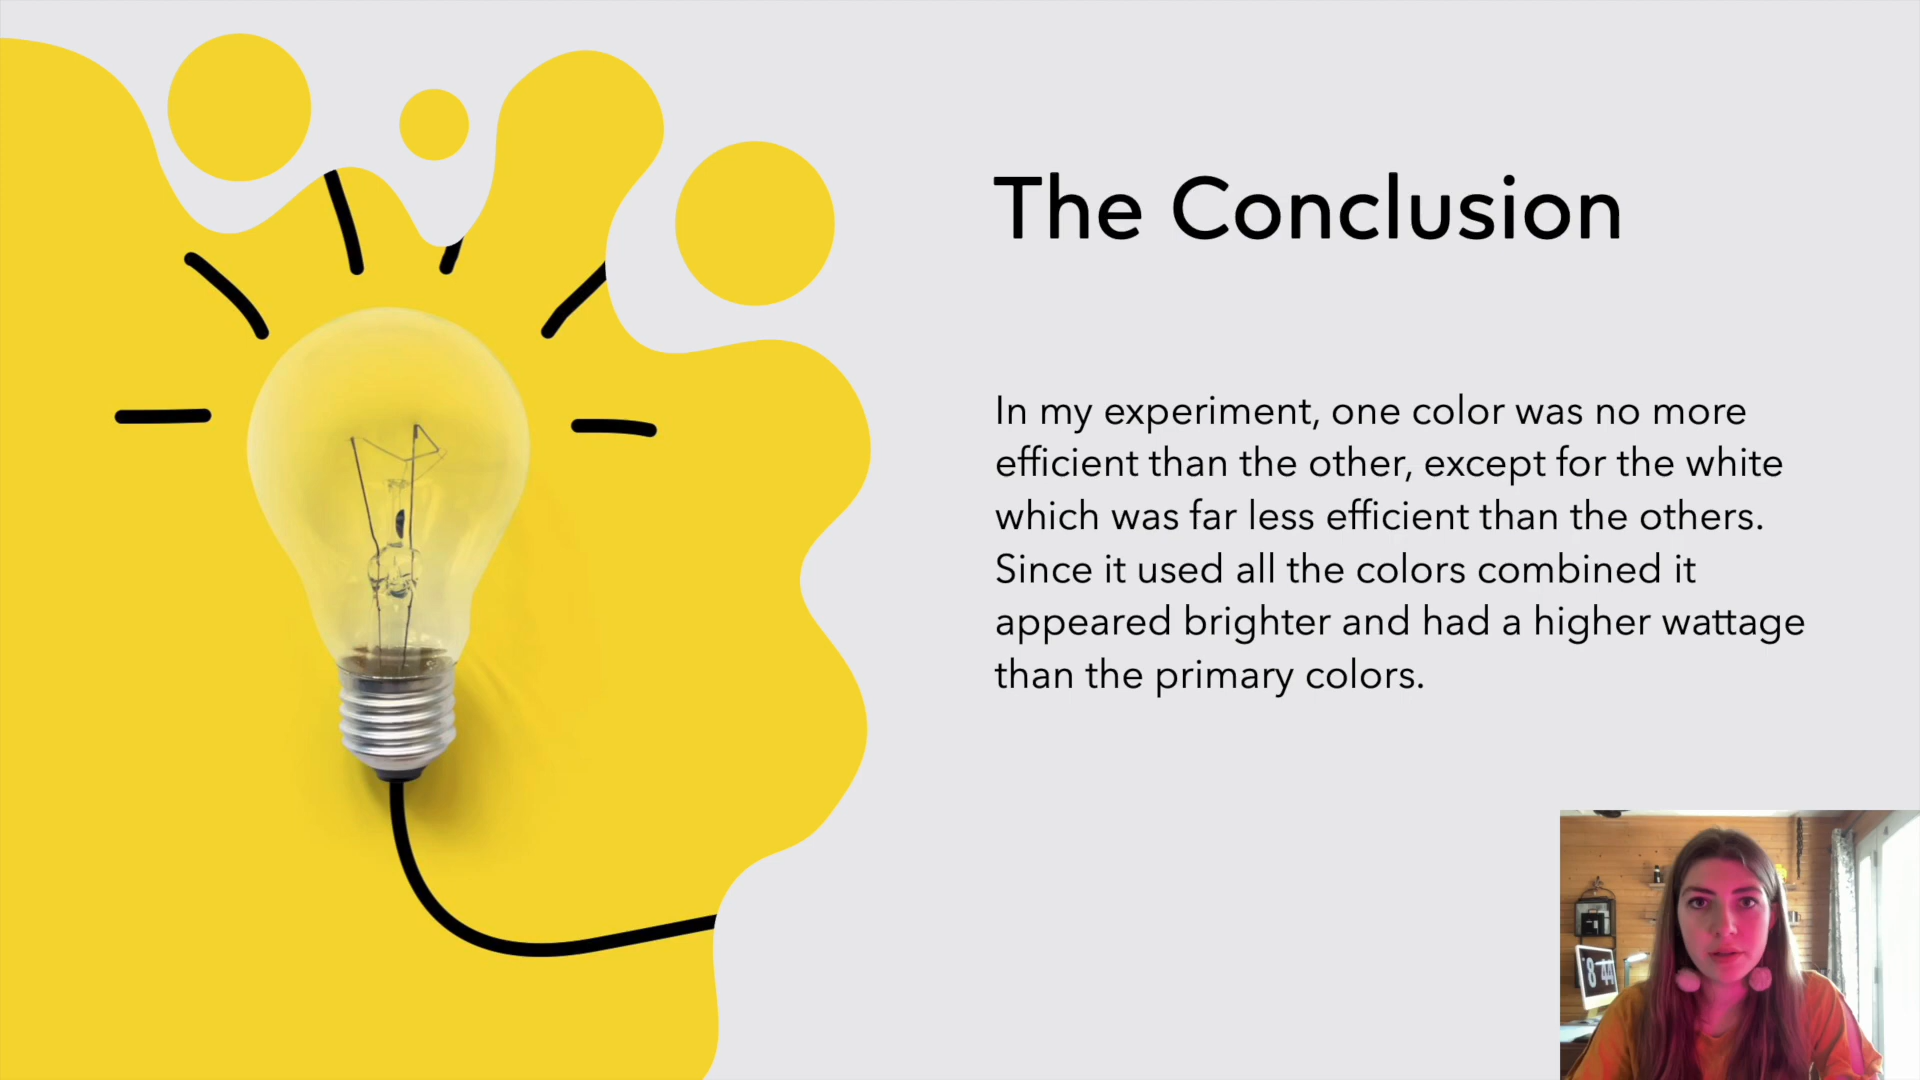 The Conclusion
In my experiment, one color was no more
efficient than the other, except for the white
which was far less efficient than the others.
Since it used all the colors combined it
appeared brighter and had a higher wattage
than the primary colors.
8 44